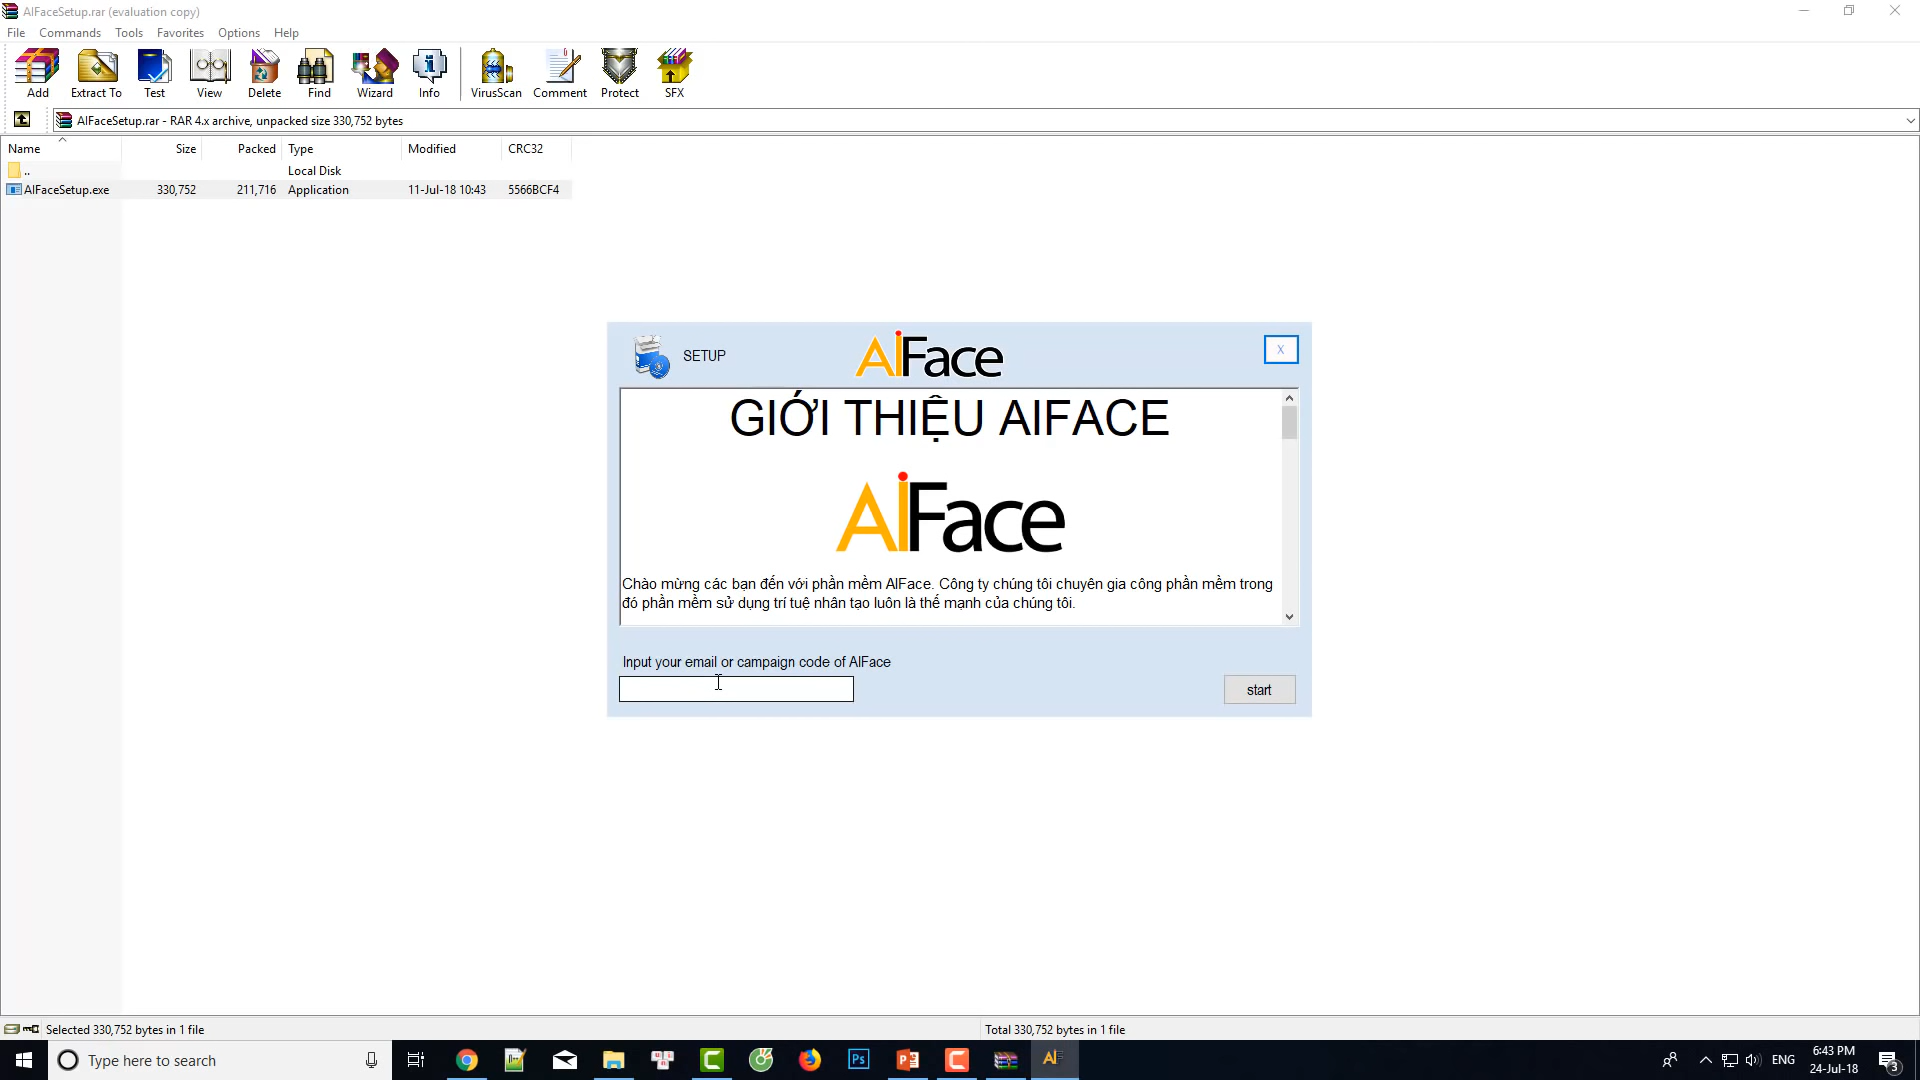 AIFaceSetup.rar (evaluation copy)
File Commands Tools Favorites Options Help
Add Extract To Test View Delete Find Wizard Info VirusScan Comment Protect SFX
AIFaceSetup.rar - RAR 4.x archive, unpacked size 330,752 bytes
Name Size Packed Type Modified CRC32
.. Local Disk
AIFaceSetup.exe 330,752 211,716 Application 11-Jul-18 10:43 5566BCF4
SETUP AiFace X
GIỚI THIỆU AIFACE
AiFace
Chào mừng các bạn đến với phần mềm AIFace. Công ty chúng tôi chuyên gia công phần mềm trong
đó phần mềm sử dụng trí tuệ nhân tạo luôn là thế mạnh của chúng tôi.
Input your email or campaign code of AIFace
start
Selected 330,752 bytes in 1 file Total 330,752 bytes in 1 file
Type here to search Ps ENG 6:43 PM
24-Jul-18 3